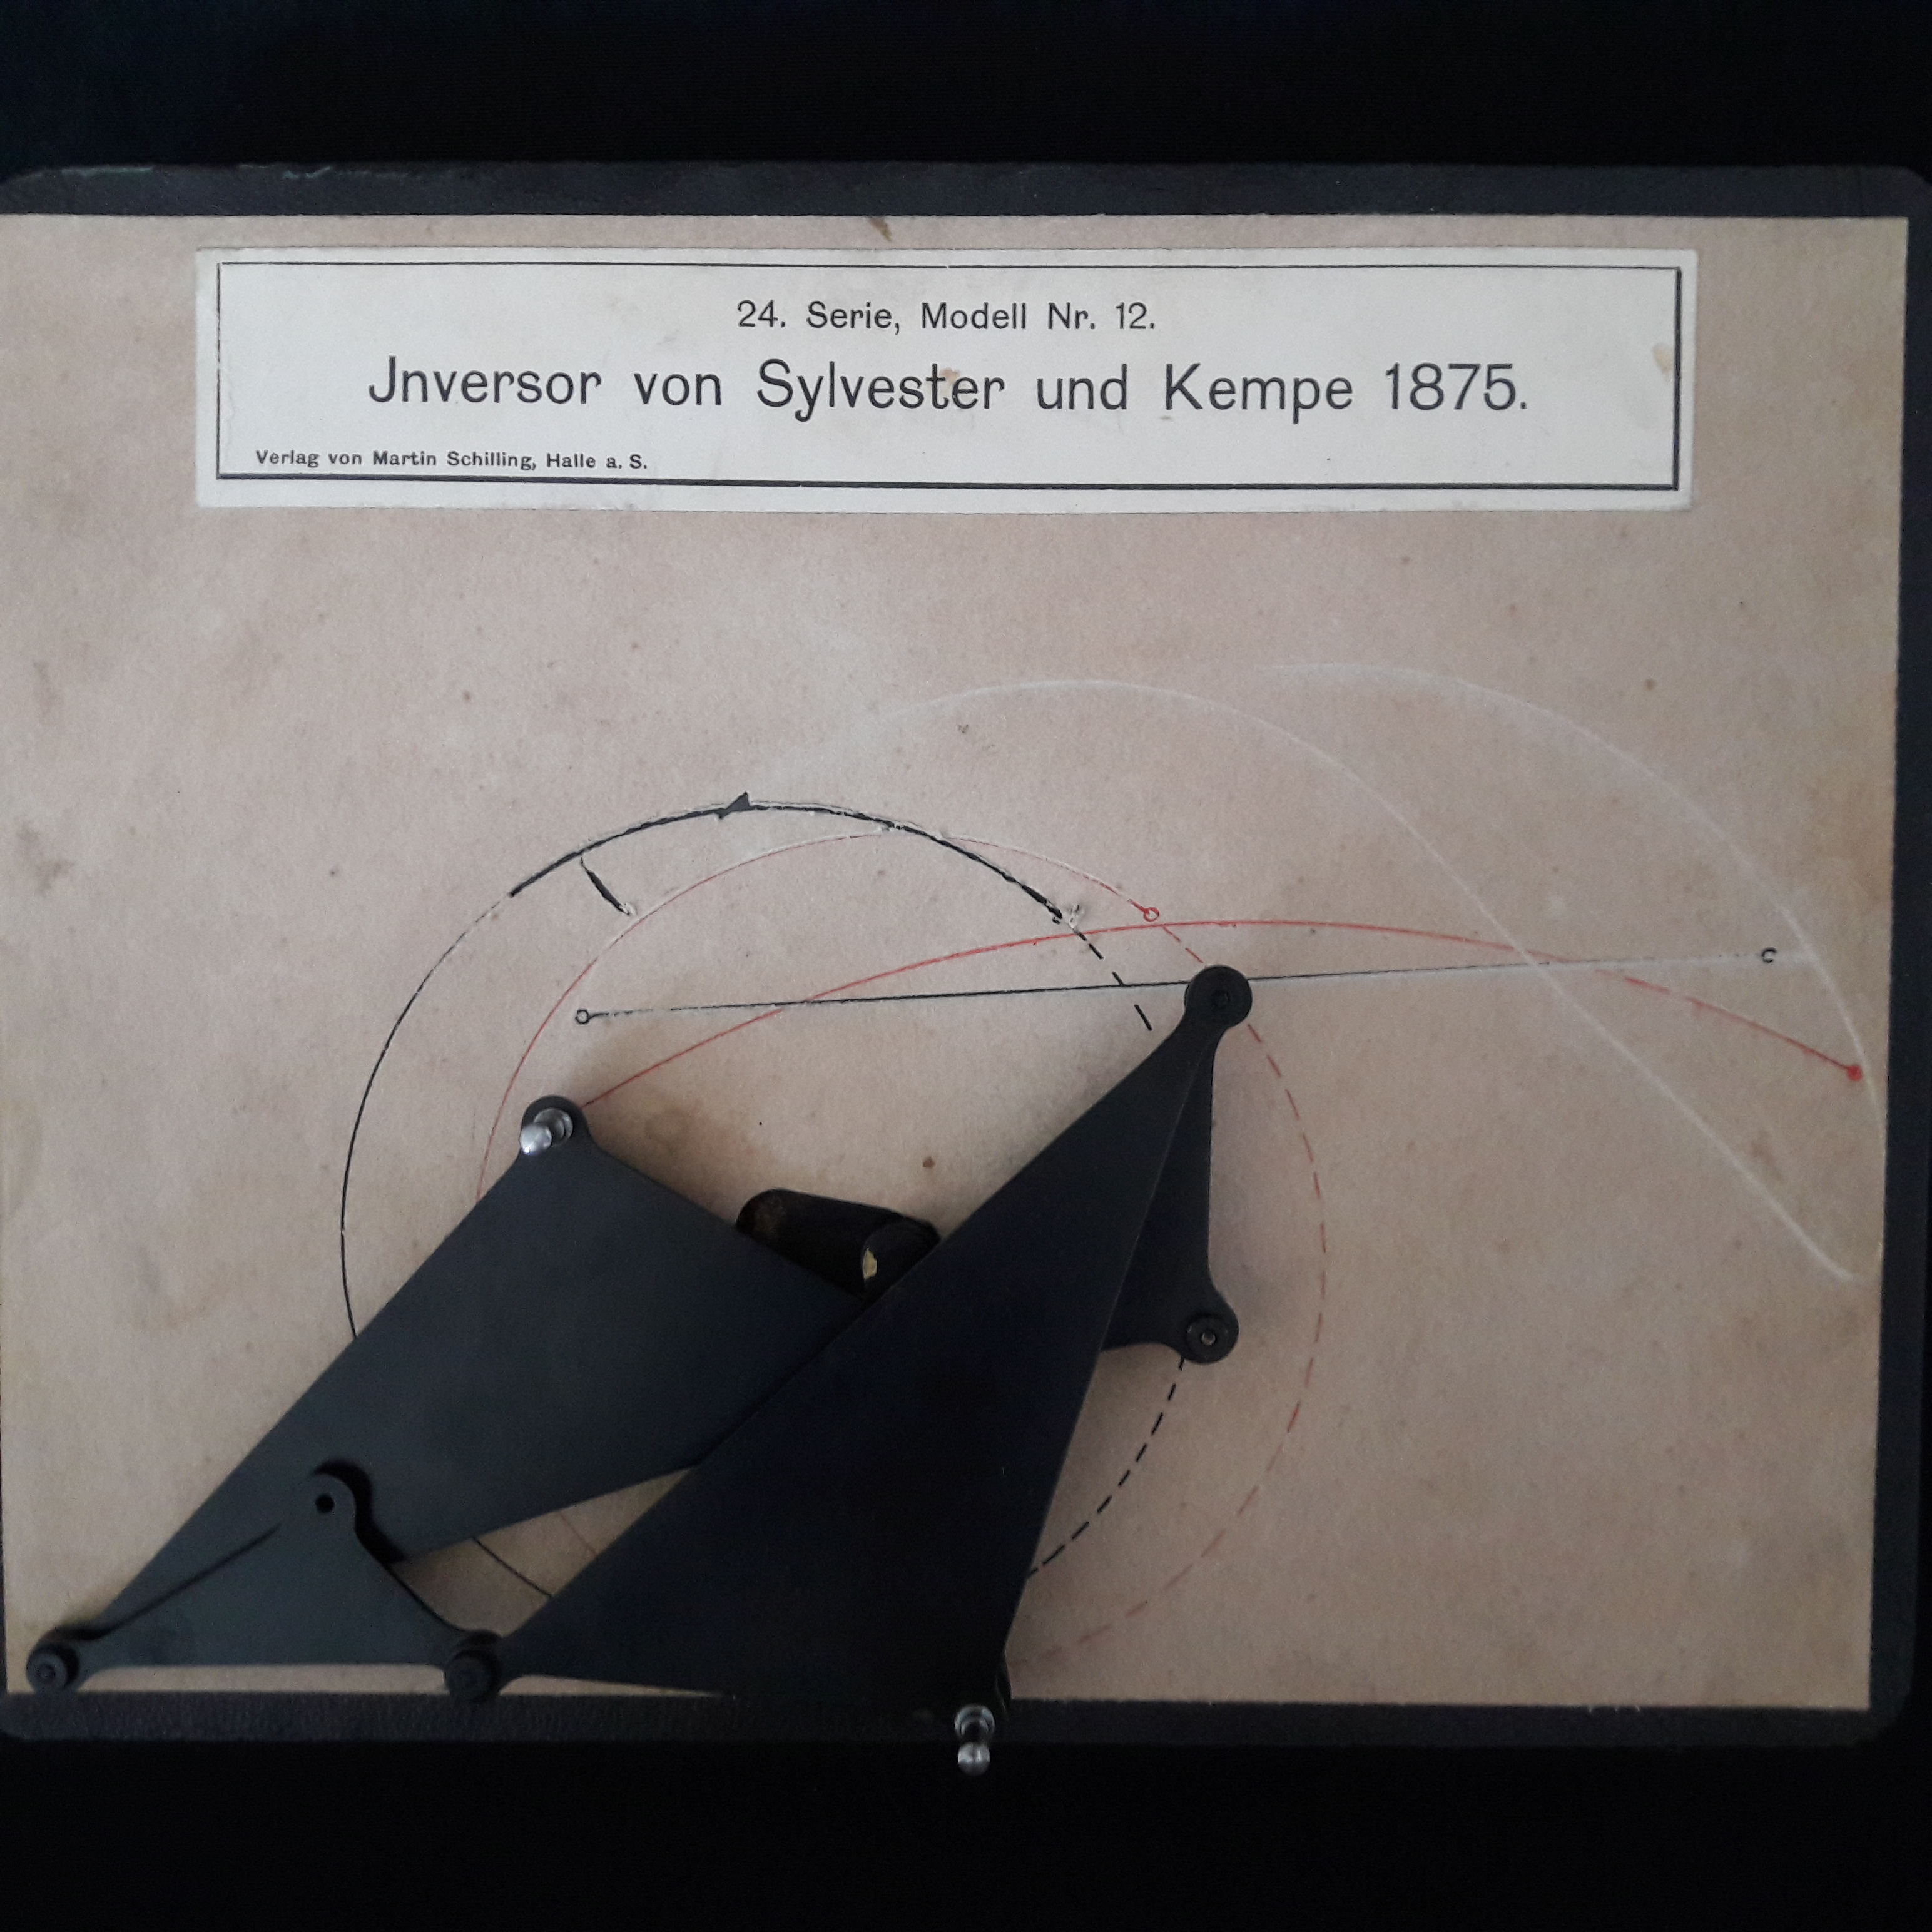 24. Serie, Modell Nr. 12.
Jnversor von Sylvester und Kempe 1875.
Verlag von Martin Schilling, Halle a. S.